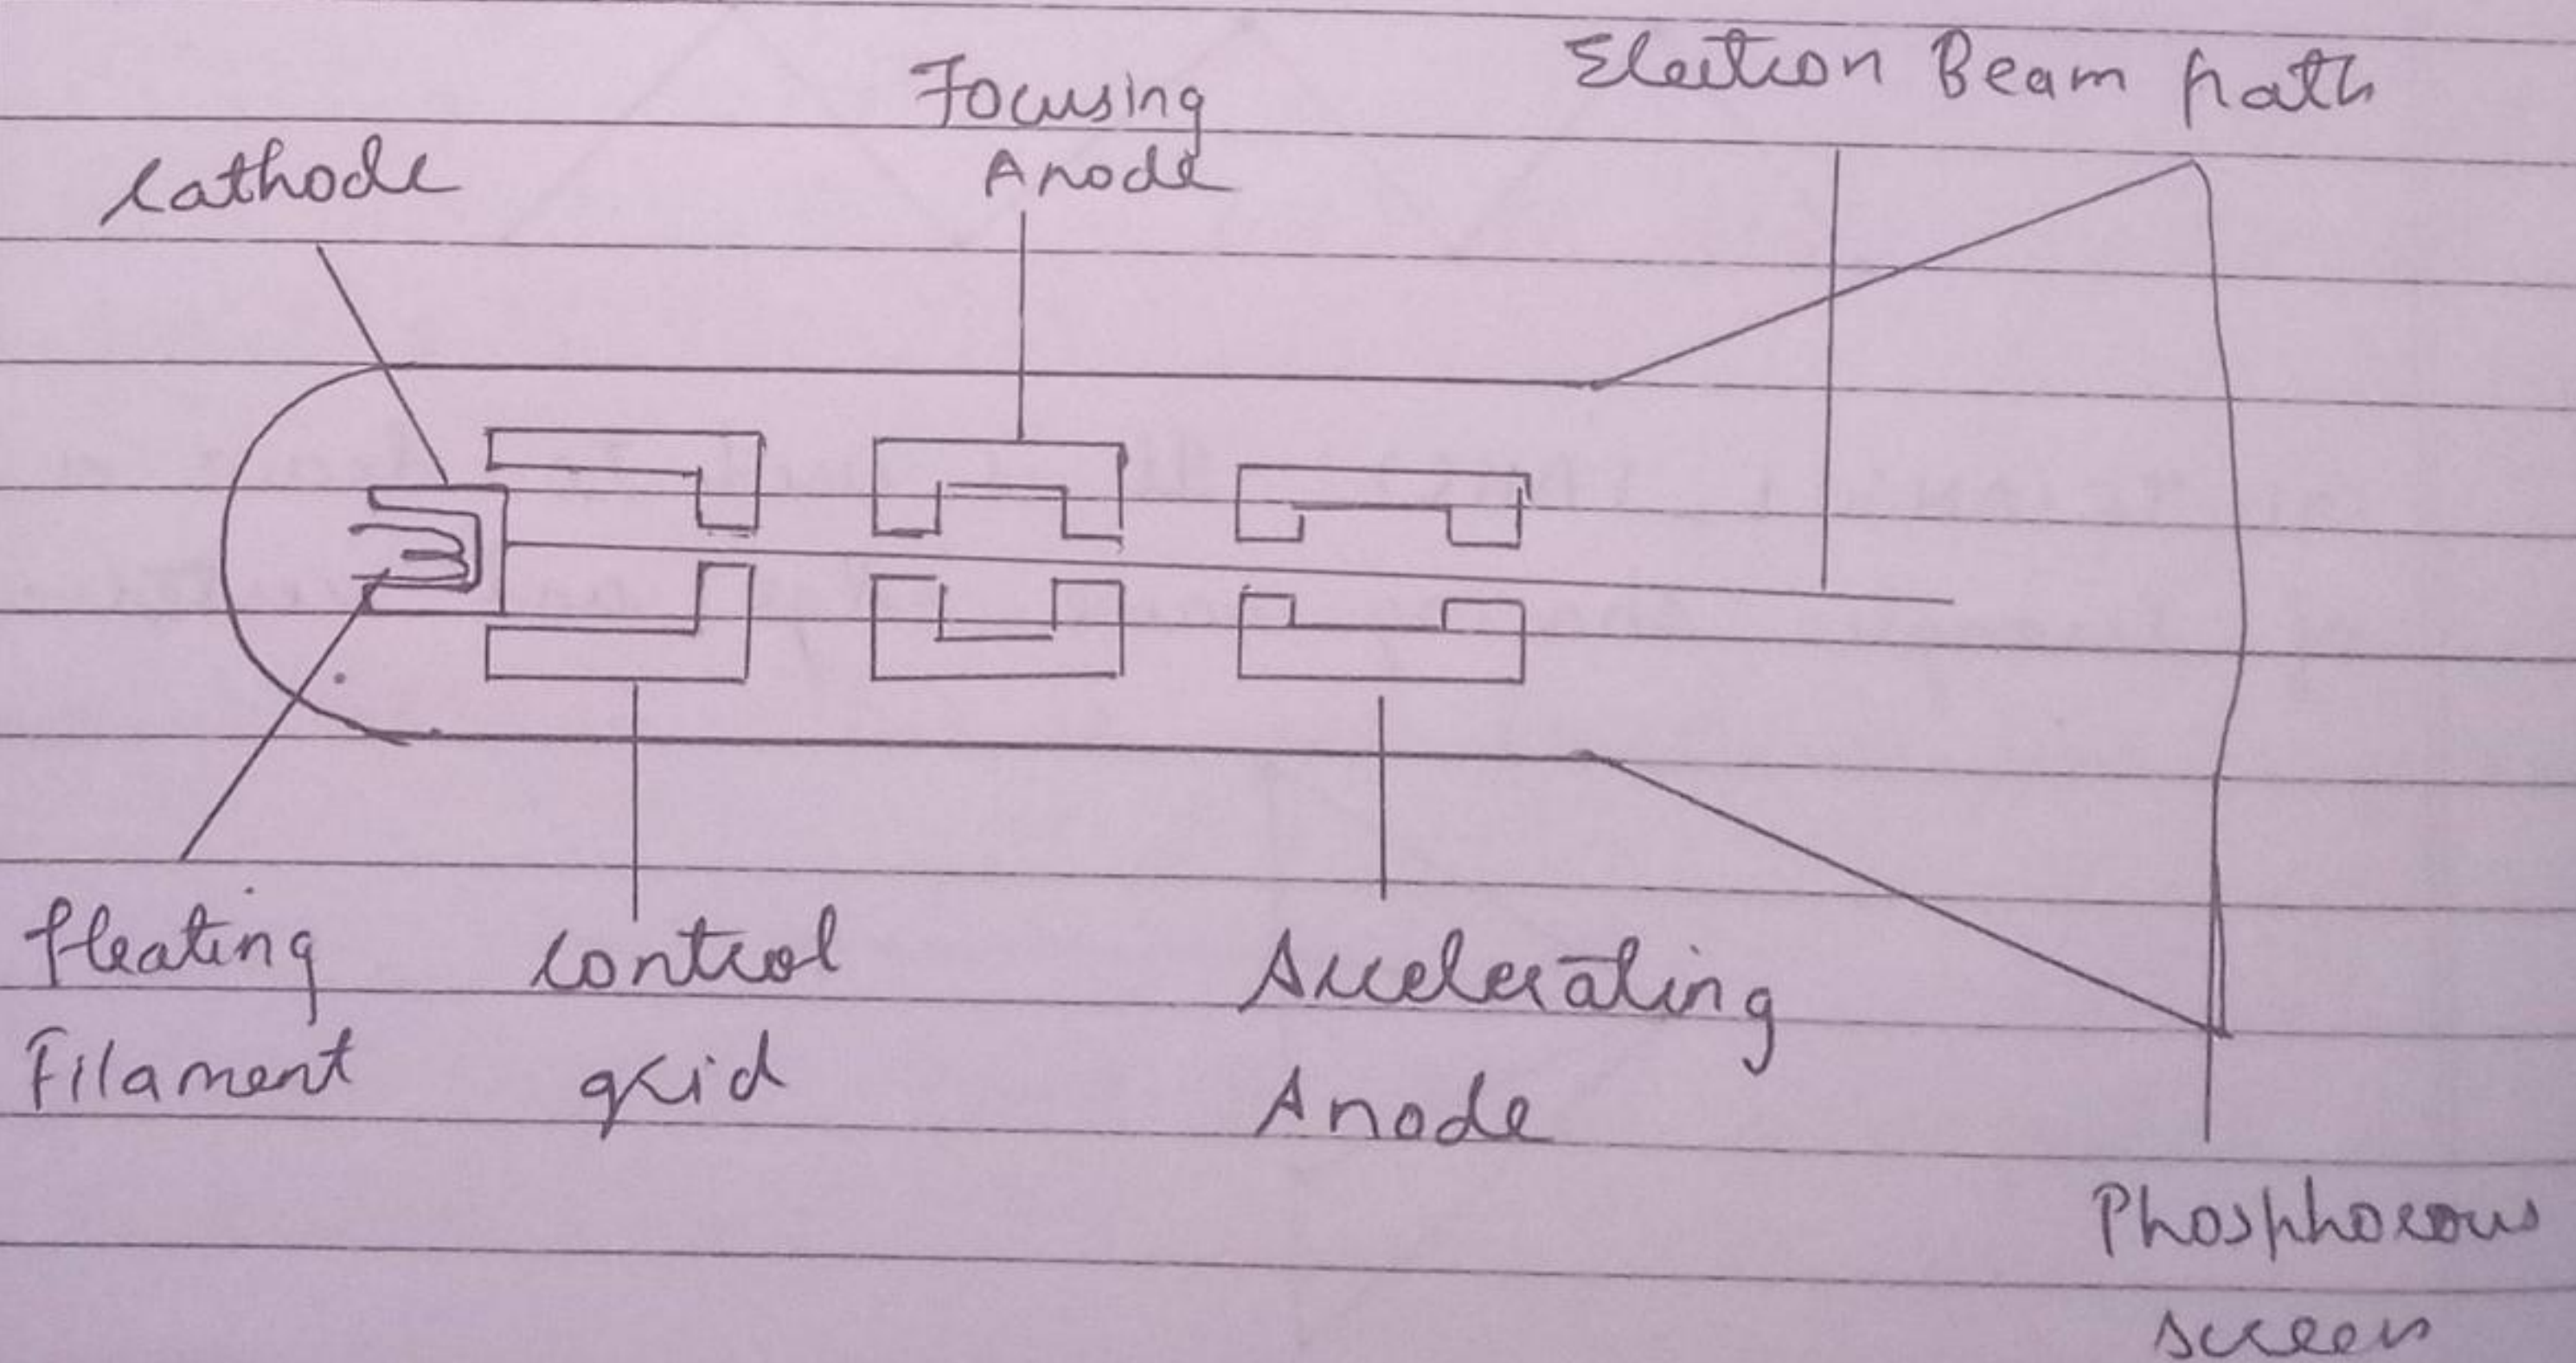 Electron Beam path
Focusing
Anode
Cathode
Heating
Filament
Control
grid
Accelerating
Anode
Phosphorous
screen